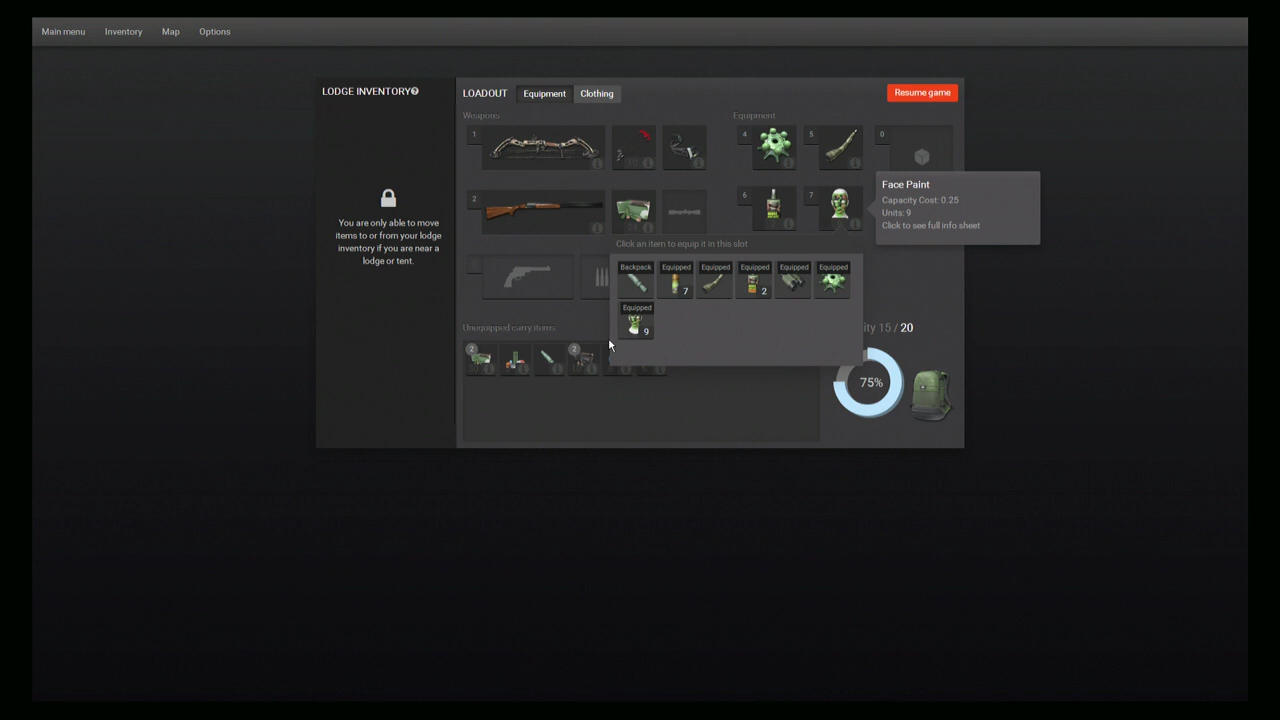 Main menu Inventory Map Options
LODGE INVENTORY
LOADOUT Equipment Clothing Resume game
Weapons Equipment
1 4 5 0
2 6 7
Face Paint
Capacity Cost: 0.25
Units: 9
Click to see full info sheet
You are only able to move
items to or from your lodge
inventory if you are near a
lodge or tent.
Click an item to equip it in this slot
Backpack Equipped Equipped Equipped Equipped Equipped
7 2
Equipped
9
Unequipped carry items
ity 15 / 20
2 2
75%